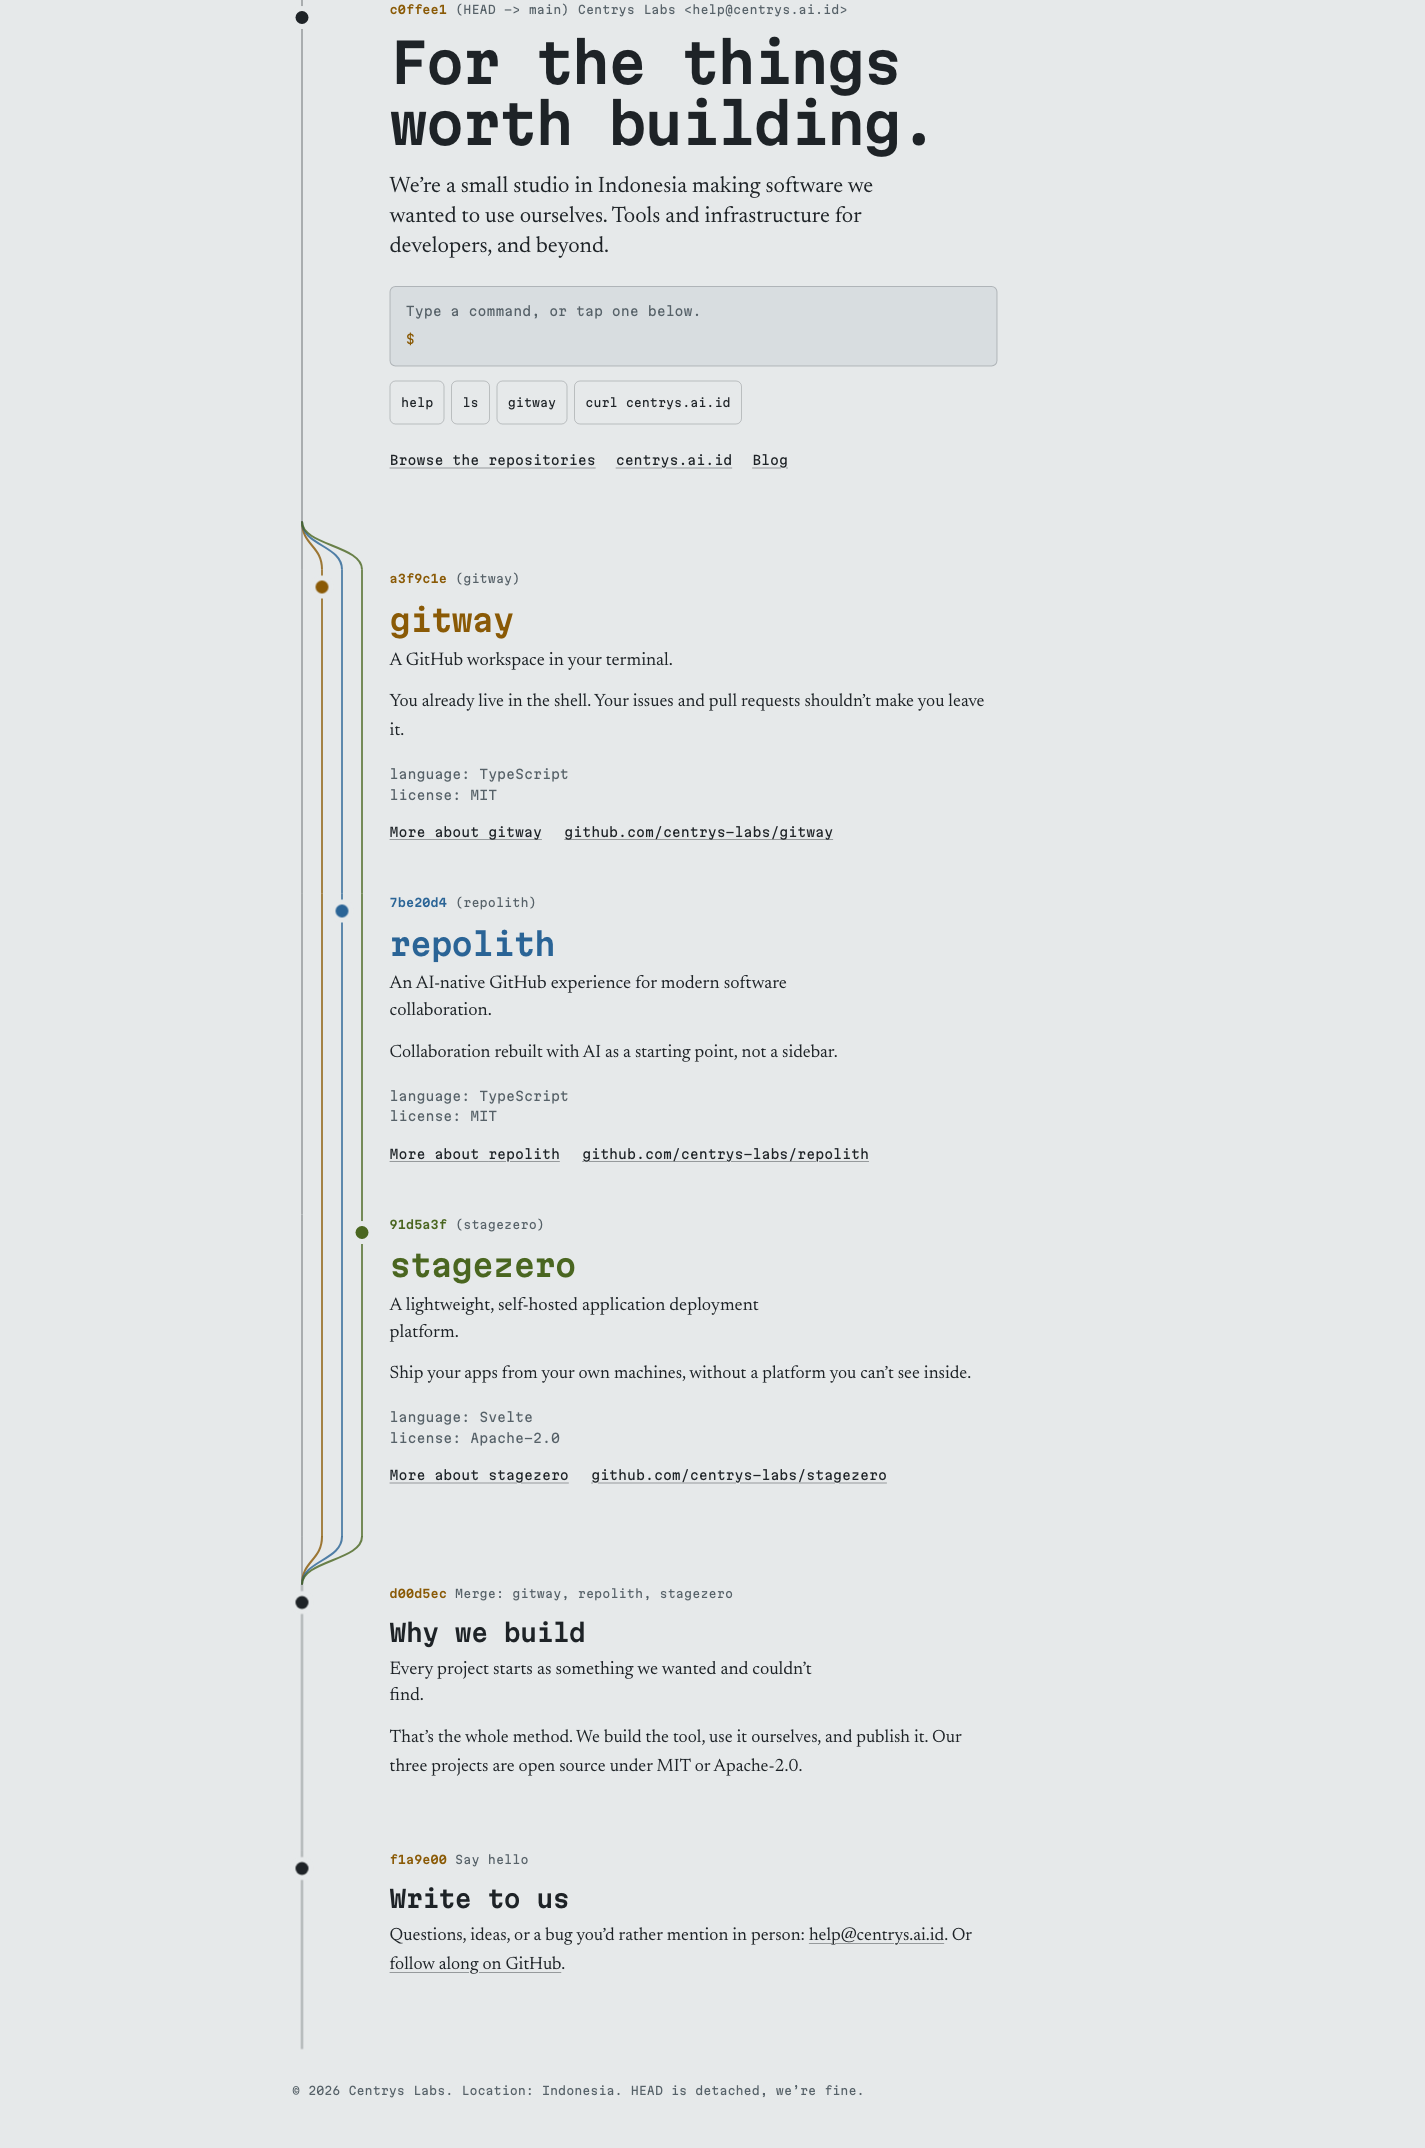 c0ffee1 (HEAD -> main) Centrys Labs <help@centrys.ai.id>
For the things
worth building.
We’re a small studio in Indonesia making software we
wanted to use ourselves. Tools and infrastructure for
developers, and beyond.
Type a command, or tap one below.
$
help ls gitway curl centrys.ai.id
Browse the repositories centrys.ai.id Blog
a3f9c1e (gitway)
gitway
A GitHub workspace in your terminal.
You already live in the shell. Your issues and pull requests shouldn’t make you leave
it.
language: TypeScript
license: MIT
More about gitway github.com/centrys-labs/gitway
7be20d4 (repolith)
repolith
An AI-native GitHub experience for modern software
collaboration.
Collaboration rebuilt with AI as a starting point, not a sidebar.
language: TypeScript
license: MIT
More about repolith github.com/centrys-labs/repolith
91d5a3f (stagezero)
stagezero
A lightweight, self-hosted application deployment
platform.
Ship your apps from your own machines, without a platform you can’t see inside.
language: Svelte
license: Apache-2.0
More about stagezero github.com/centrys-labs/stagezero
d00d5ec Merge: gitway, repolith, stagezero
Why we build
Every project starts as something we wanted and couldn’t
find.
That’s the whole method. We build the tool, use it ourselves, and publish it. Our
three projects are open source under MIT or Apache-2.0.
f1a9e00 Say hello
Write to us
Questions, ideas, or a bug you’d rather mention in person: help@centrys.ai.id. Or
follow along on GitHub.
© 2026 Centrys Labs. Location: Indonesia. HEAD is detached, we’re fine.